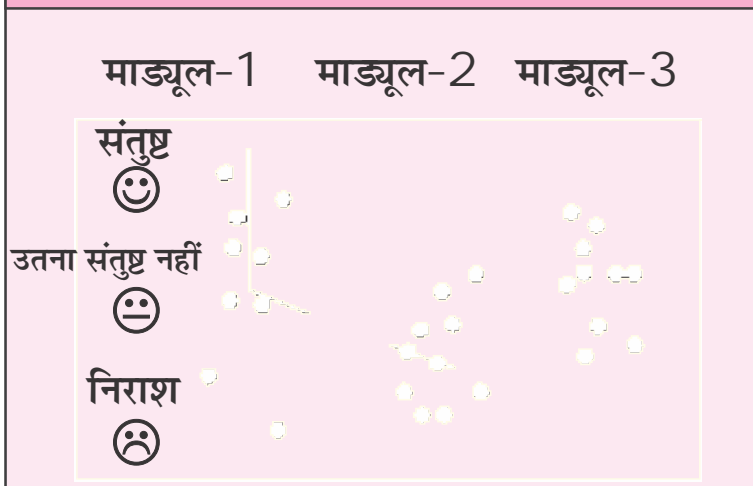 माड्यूल-1 माड्यूल-2 माड्यूल-3
संतुष्ट
उतना संतुष्ट नहीं
निराश